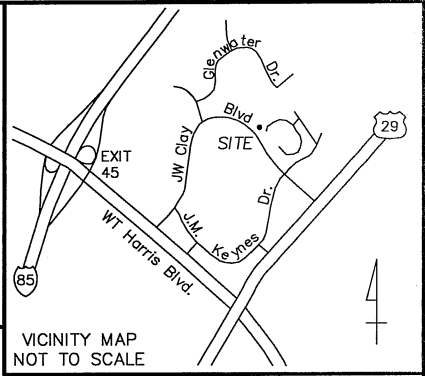 Glenwater Dr.
29
Blvd
SITE
EXIT
45
JW Clay
Dr.
J.M.
Keynes
WT Harris Blvd.
85
VICINITY MAP
NOT TO SCALE